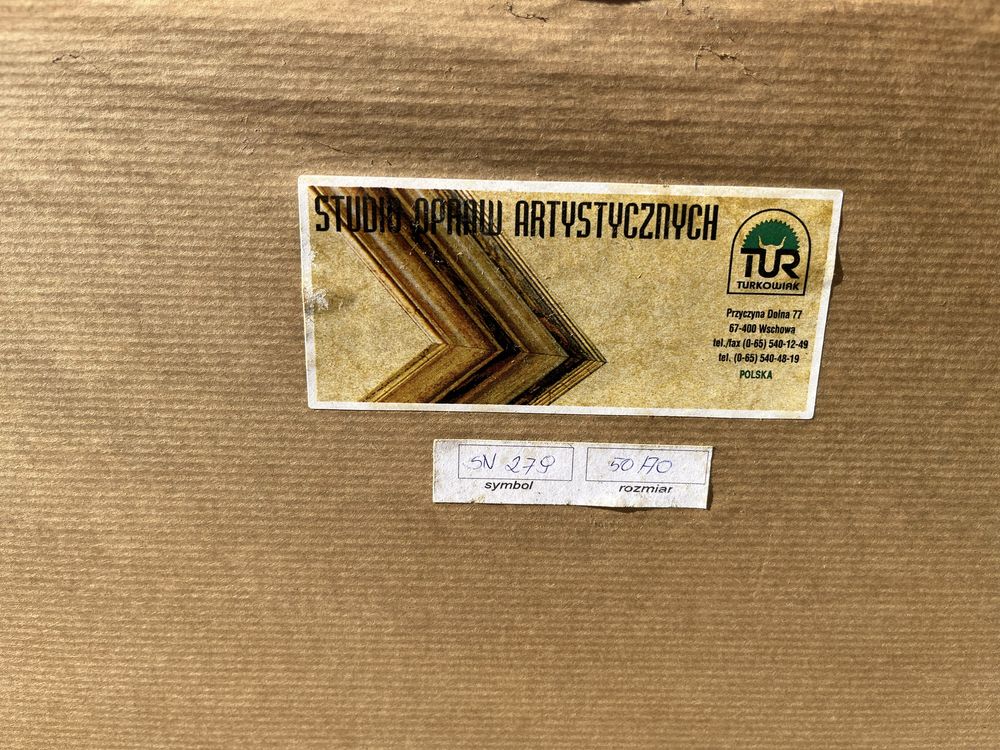 STUDIO OPRAW ARTYSTYCZNYCH
TUR
TURKOWIAK
Przyczyna Dolna 77
67-400 Wschowa
tel./fax (0-65) 540-12-49
tel. (0-65) 540-48-19
POLSKA
SN 279 50/70
symbol rozmiar